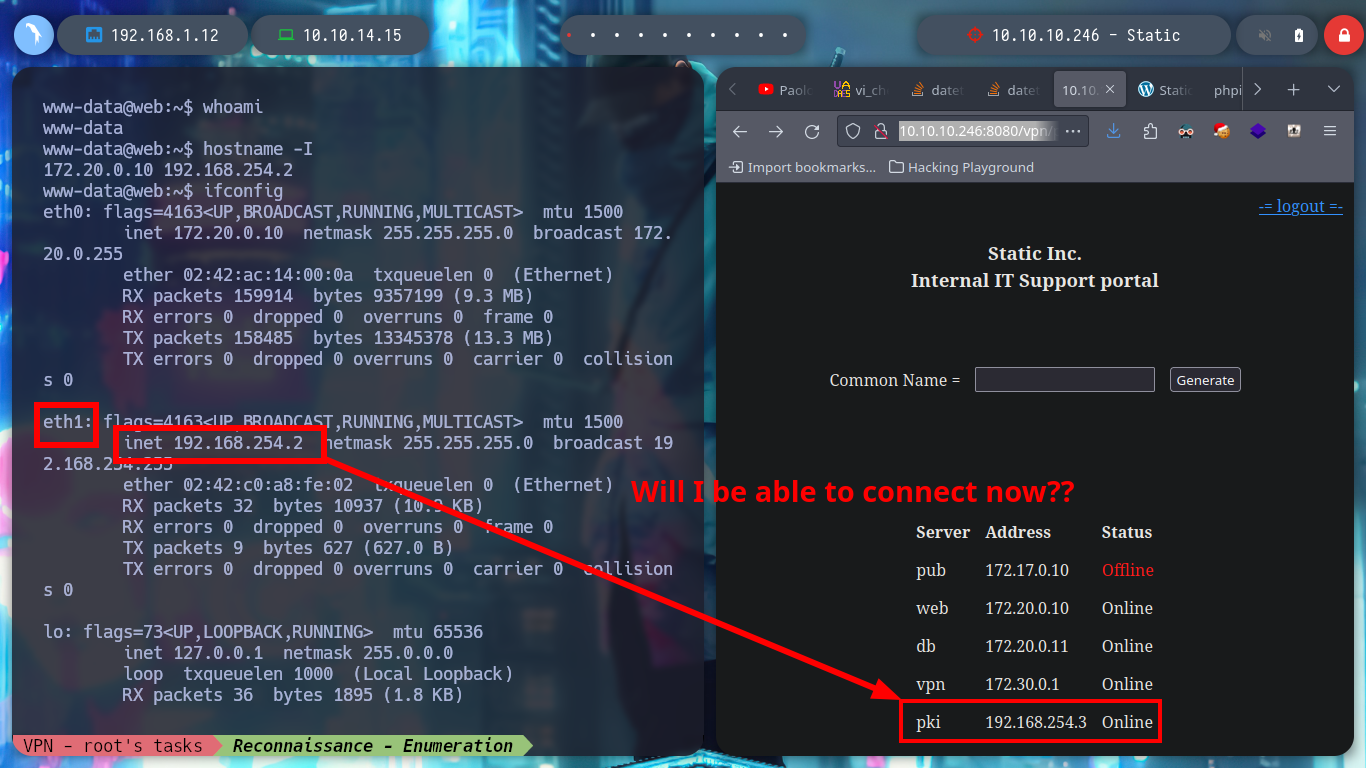 192.168.1.12
10.10.14.15
10.10.10.246 – Static
www-data@web:~$ whoami
www-data
www-data@web:~$ hostname -I
172.20.0.10 192.168.254.2
www-data@web:~$ ifconfig
eth0: flags=4163<UP,BROADCAST,RUNNING,MULTICAST>  mtu 1500
inet 172.20.0.10  netmask 255.255.255.0  broadcast 172.
20.0.255
ether 02:42:ac:14:00:0a  txqueuelen 0  (Ethernet)
RX packets 159914  bytes 9357199 (9.3 MB)
RX errors 0  dropped 0  overruns 0  frame 0
TX packets 158485  bytes 13345378 (13.3 MB)
TX errors 0  dropped 0 overruns 0  carrier 0  collision
s 0
eth1: flags=4163<UP,BROADCAST,RUNNING,MULTICAST>  mtu 1500
inet 192.168.254.2  netmask 255.255.255.0  broadcast 19
2.168.254.255
ether 02:42:c0:a8:fe:02  txqueuelen 0  (Ethernet)
RX packets 32  bytes 10937 (10.9 KB)
RX errors 0  dropped 0  overruns 0  frame 0
TX packets 9  bytes 627 (627.0 B)
TX errors 0  dropped 0 overruns 0  carrier 0  collision
s 0
lo: flags=73<UP,LOOPBACK,RUNNING>  mtu 65536
inet 127.0.0.1  netmask 255.0.0.0
loop  txqueuelen 1000  (Local Loopback)
RX packets 36  bytes 1895 (1.8 KB)
VPN – root's tasks
Reconnaissance – Enumeration
Paolo
vi_ch
datet
datet
10.10.
Static
phpi
10.10.10.246:8080/vpn/
Import bookmarks...
Hacking Playground
-= logout =-
Static Inc.
Internal IT Support portal
Common Name =
Generate
Will I be able to connect now??
Server Address Status
pub 172.17.0.10 Offline
web 172.20.0.10 Online
db 172.20.0.11 Online
vpn 172.30.0.1 Online
pki 192.168.254.3 Online